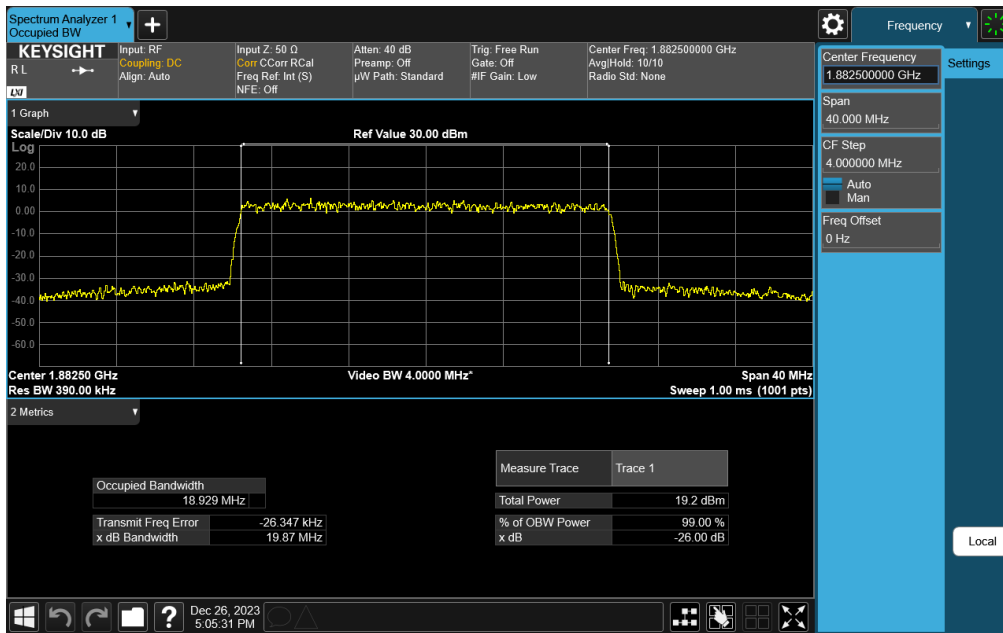 Spectrum Analyzer 1
Occupied BW
Frequency
KEYSIGHT
R L
LXI
Input: RF
Coupling: DC
Align: Auto
Input Z: 50 Ω
Corr CCorr RCal
Freq Ref: Int (S)
NFE: Off
Atten: 40 dB
Preamp: Off
µW Path: Standard
Trig: Free Run
Gate: Off
#IF Gain: Low
Center Freq: 1.882500000 GHz
Avg|Hold: 10/10
Radio Std: None
Center Frequency
1.882500000 GHz
Settings
Span
40.000 MHz
CF Step
4.000000 MHz
Auto
Man
Freq Offset
0 Hz
Local
1 Graph
Scale/Div 10.0 dB
Ref Value 30.00 dBm
Log
20.0
10.0
0.00
-10.0
-20.0
-30.0
-40.0
-50.0
-60.0
Center 1.88250 GHz
Video BW 4.0000 MHz*
Span 40 MHz
Res BW 390.00 kHz
Sweep 1.00 ms (1001 pts)
2 Metrics
Occupied Bandwidth
18.929 MHz
Transmit Freq Error -26.347 kHz
x dB Bandwidth 19.87 MHz
Measure Trace Trace 1
Total Power 19.2 dBm
% of OBW Power 99.00 %
x dB -26.00 dB
Dec 26, 2023
5:05:31 PM